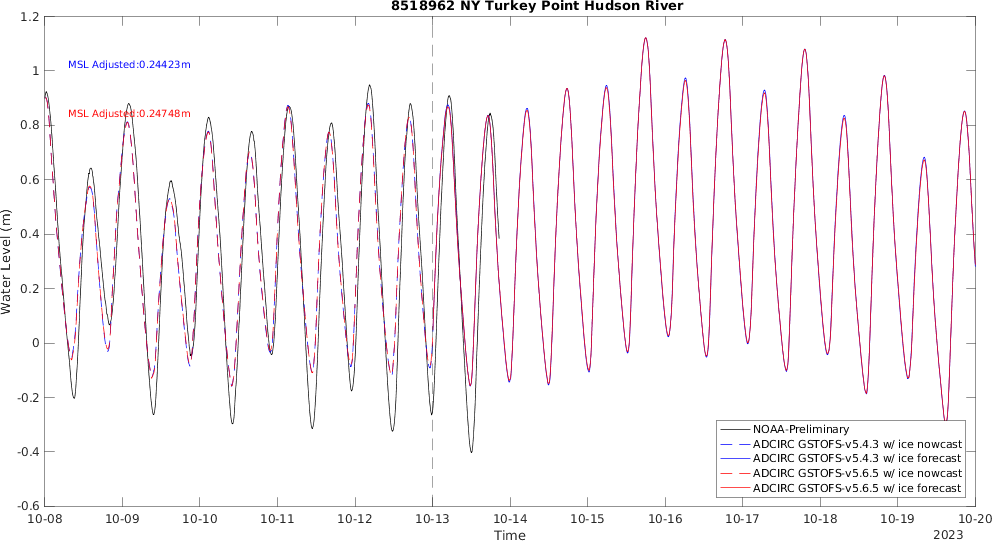 8518962 NY Turkey Point Hudson River
MSL Adjusted:0.24423m
MSL Adjusted:0.24748m
Water Level (m)
1.2
1
0.8
0.6
0.4
0.2
0
-0.2
-0.4
-0.6
NOAA-Preliminary
ADCIRC GSTOFS-v5.4.3 w/ ice nowcast
ADCIRC GSTOFS-v5.4.3 w/ ice forecast
ADCIRC GSTOFS-v5.6.5 w/ ice nowcast
ADCIRC GSTOFS-v5.6.5 w/ ice forecast
10-08 10-09 10-10 10-11 10-12 10-13 10-14 10-15 10-16 10-17 10-18 10-19 10-20
Time
2023